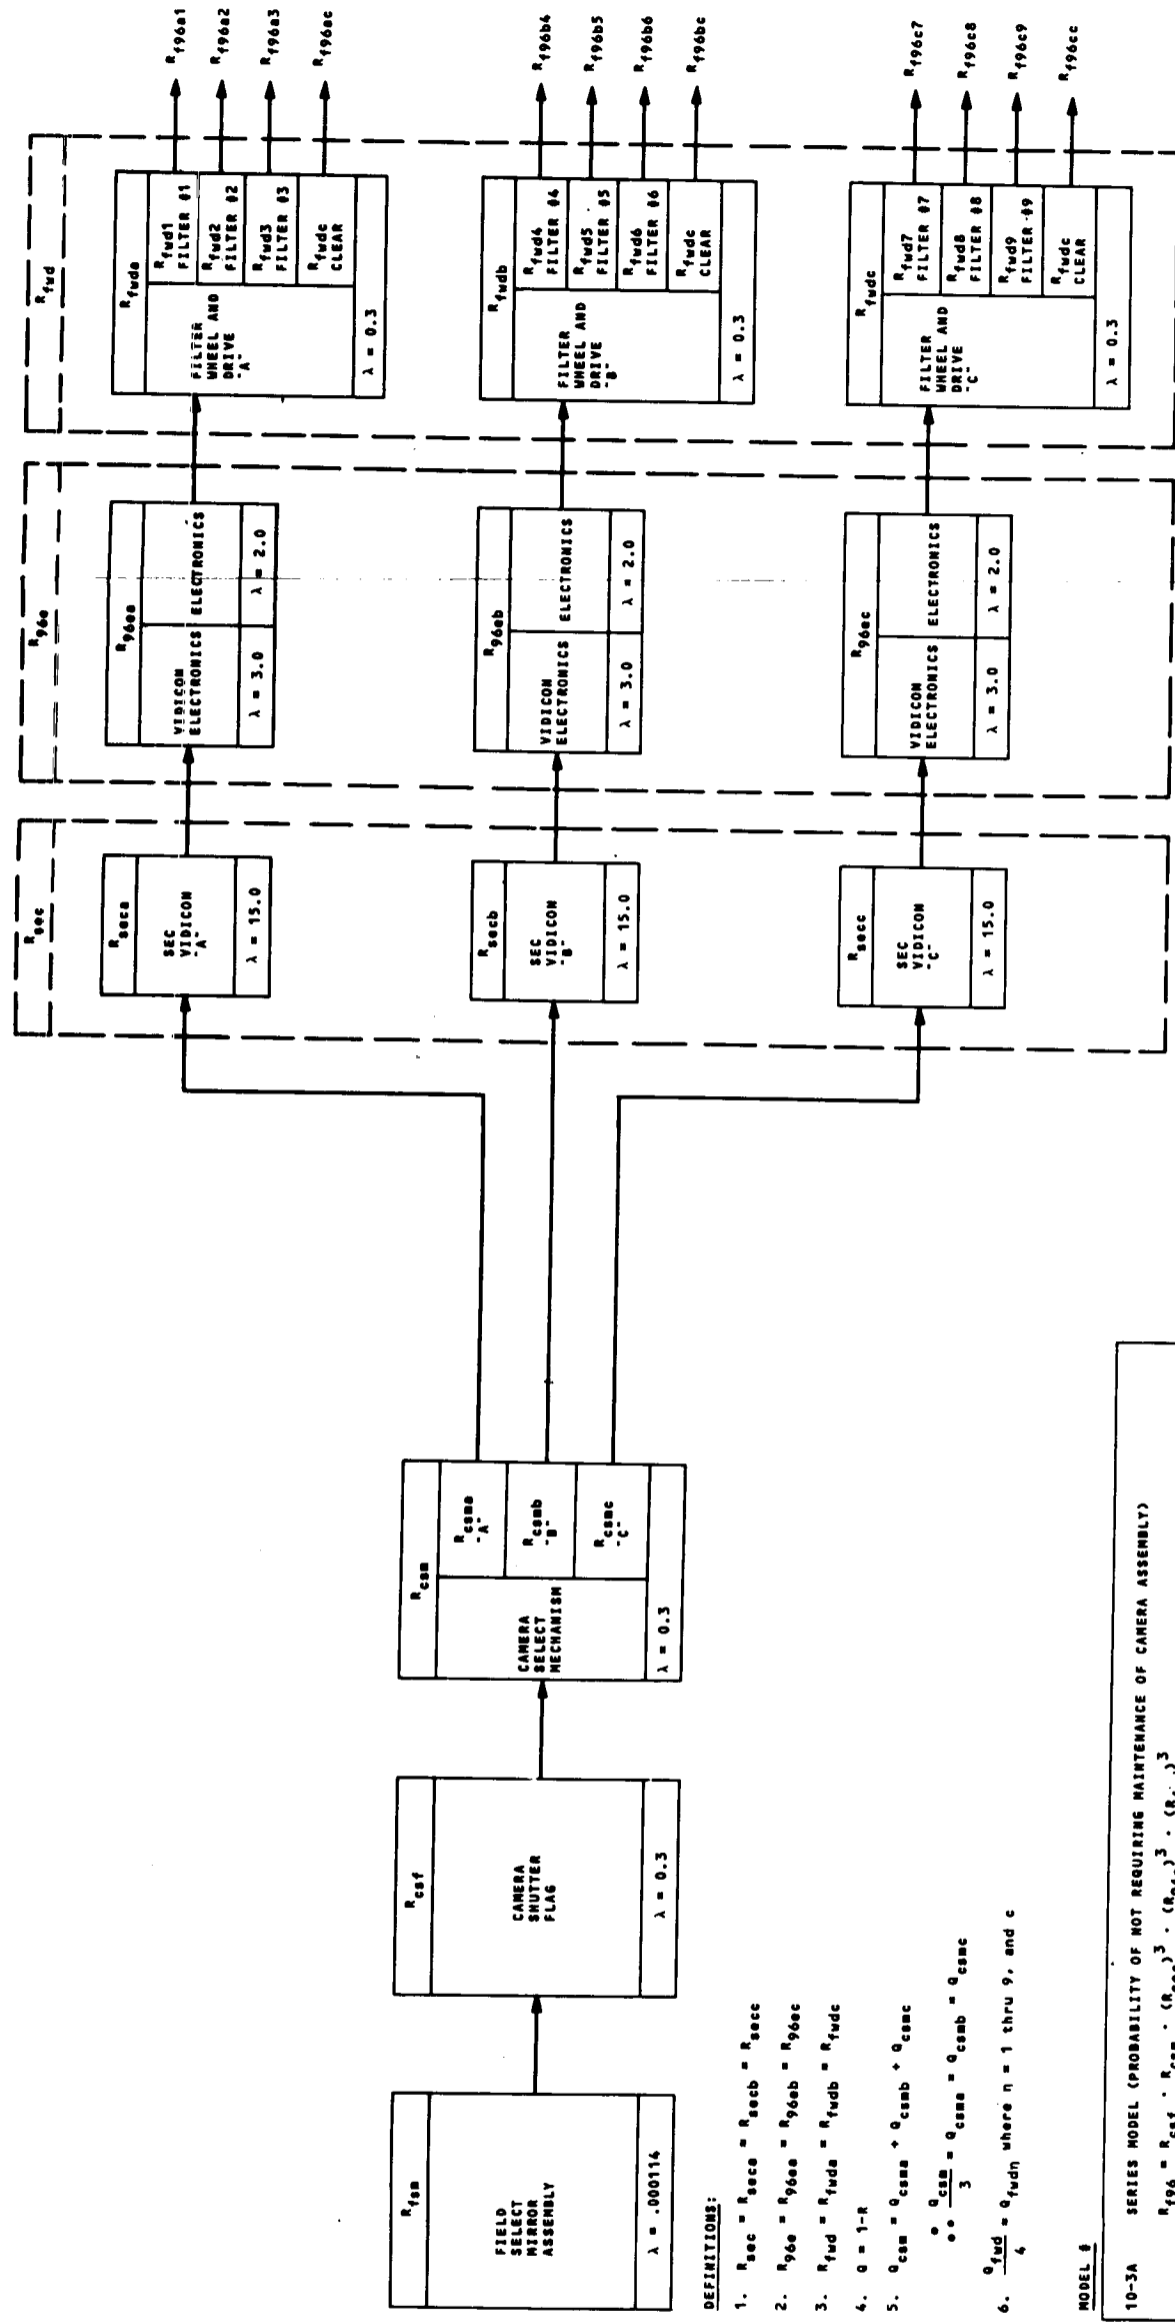 R_fsm
FIELD
SELECT
MIRROR
ASSEMBLY
λ = .000114
R_csf
CAMERA
SHUTTER
FLAG
λ = 0.3
R_csm
CAMERA
SELECT
MECHANISM
R_csma
"A"
R_csmb
"B"
R_csmc
"C"
λ = 0.3
R_sec
R_seca
SEC
VIDICON
"A"
λ = 15.0
R_secb
SEC
VIDICON
"B"
λ = 15.0
R_secc
SEC
VIDICON
"C"
λ = 15.0
R_96e
R_96ea
VIDICON
ELECTRONICS
ELECTRONICS
λ = 3.0
λ = 2.0
R_96eb
VIDICON
ELECTRONICS
ELECTRONICS
λ = 3.0
λ = 2.0
R_96ec
VIDICON
ELECTRONICS
ELECTRONICS
λ = 3.0
λ = 2.0
R_fwd
R_fwda
FILTER
WHEEL AND
DRIVE
"A"
R_fwd1
FILTER #1
R_fwd2
FILTER #2
R_fwd3
FILTER #3
R_fwdc
CLEAR
λ = 0.3
R_fwdb
FILTER
WHEEL AND
DRIVE
"B"
R_fwd4
FILTER #4
R_fwd5
FILTER #5
R_fwd6
FILTER #6
R_fwdc
CLEAR
λ = 0.3
R_fwdc
FILTER
WHEEL AND
DRIVE
"C"
R_fwd7
FILTER #7
R_fwd8
FILTER #8
R_fwd9
FILTER #9
R_fwdc
CLEAR
λ = 0.3
R_f96a1
R_f96a2
R_f96a3
R_f96ac
R_f96b4
R_f96b5
R_f96b6
R_f96bc
R_f96c7
R_f96c8
R_f96c9
R_f96cc
DEFINITIONS:
1. R_sec = R_seca = R_secb = R_secc
2. R_96e = R_96ea = R_96eb = R_96ec
3. R_fwd = R_fwda = R_fwdb = R_fwdc
4. Q = 1-R
5. Q_csm = Q_csma + Q_csmb + Q_csmc
∴ Q_csm / 3 = Q_csma = Q_csmb = Q_csmc
6. Q_fwd / 4 = Q_fwdη where η = 1 thru 9, and c
MODEL #
10-3A SERIES MODEL (PROBABILITY OF NOT REQUIRING MAINTENANCE OF CAMERA ASSEMBLY)
R_f96 = R_csf · R_csm · (R_sec)³ · (R_96e)³ ·